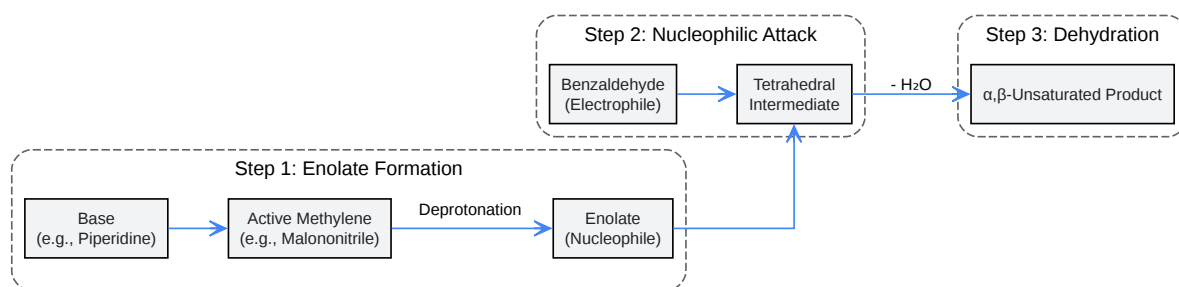 Step 2: Nucleophilic Attack
Step 3: Dehydration
Benzaldehyde
(Electrophile)
Tetrahedral
Intermediate
- H₂O
α,β-Unsaturated Product
Step 1: Enolate Formation
Base
(e.g., Piperidine)
Active Methylene
(e.g., Malononitrile)
Deprotonation
Enolate
(Nucleophile)